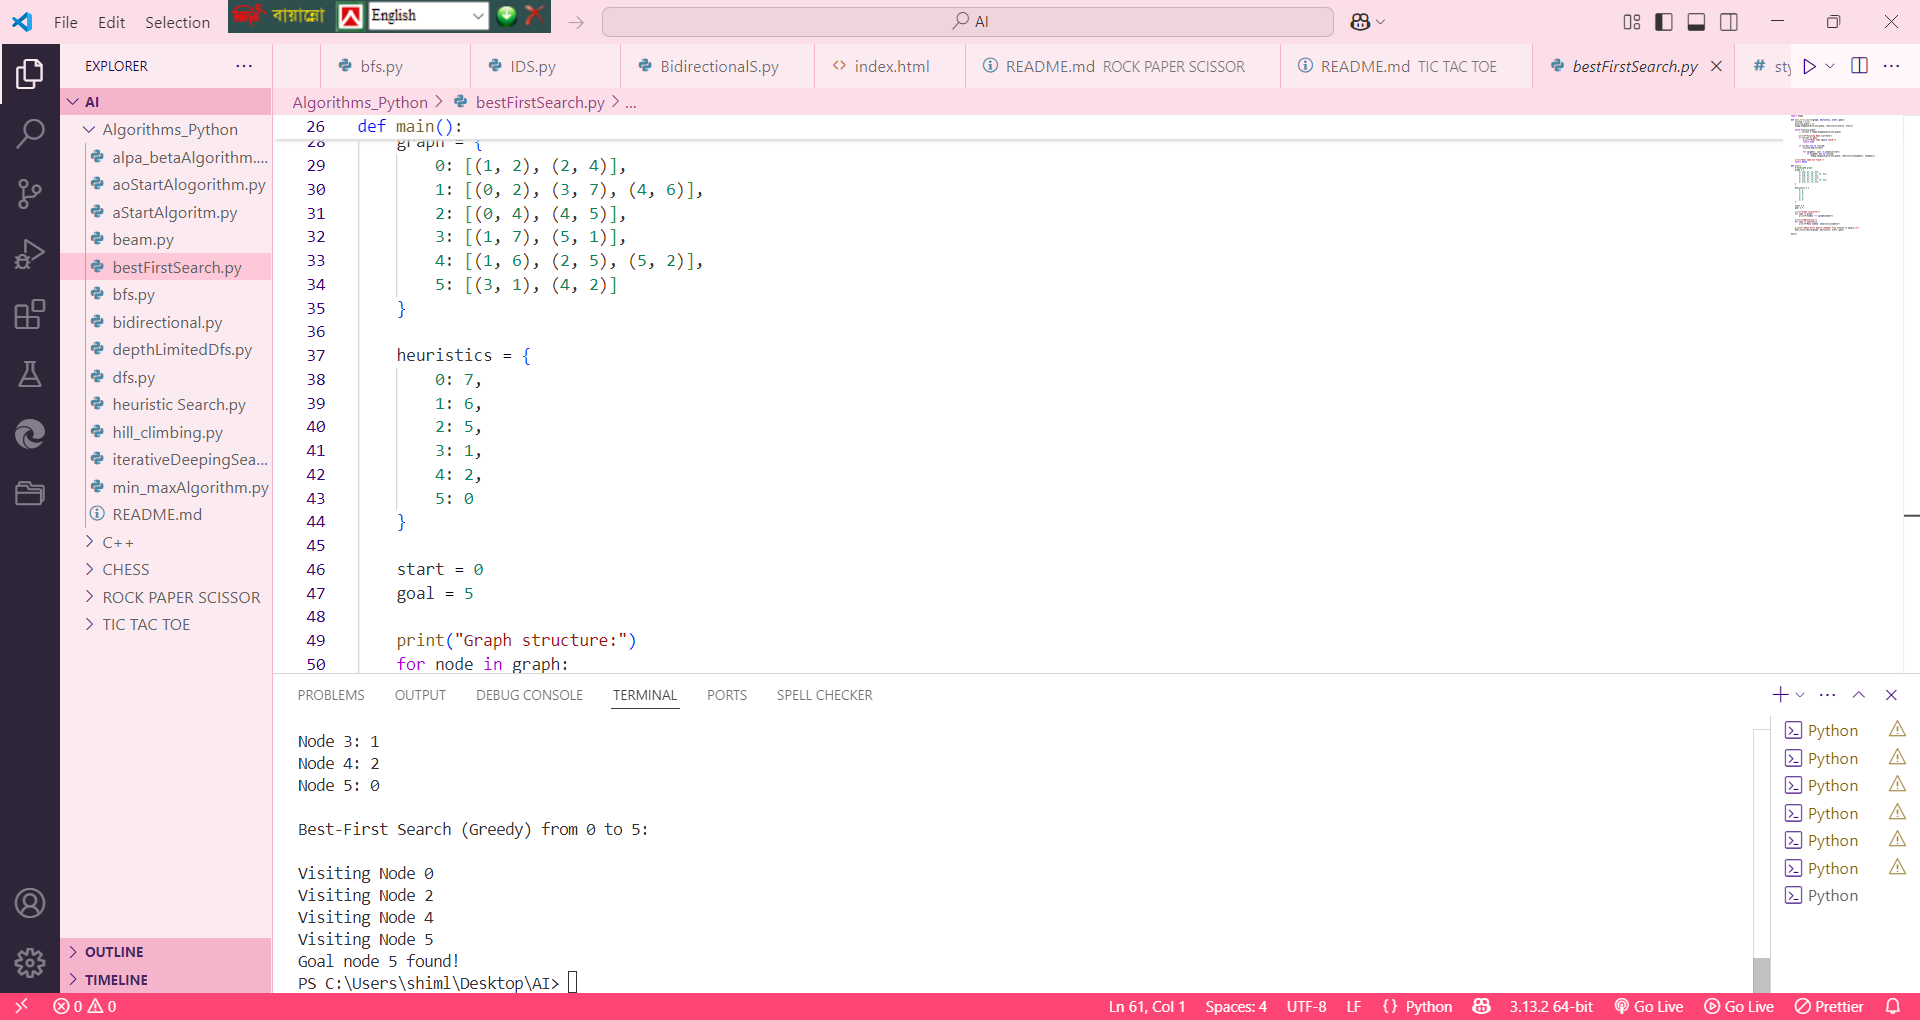 File Edit Selection
বায়ান্নো
English
AI
EXPLORER
AI
Algorithms_Python
alpa_betaAlgorithm....
aoStartAlogorithm.py
aStartAlgoritm.py
beam.py
bestFirstSearch.py
bfs.py
bidirectional.py
depthLimitedDfs.py
dfs.py
heuristic Search.py
hill_climbing.py
iterativeDeepingSea...
min_maxAlgorithm.py
README.md
C++
CHESS
ROCK PAPER SCISSOR
TIC TAC TOE
OUTLINE
TIMELINE
bfs.py IDS.py BidirectionalS.py index.html README.md ROCK PAPER SCISSOR README.md TIC TAC TOE bestFirstSearch.py # sty
Algorithms_Python > bestFirstSearch.py > ...
26 def main():
28 graph = {
29 0: [(1, 2), (2, 4)],
30 1: [(0, 2), (3, 7), (4, 6)],
31 2: [(0, 4), (4, 5)],
32 3: [(1, 7), (5, 1)],
33 4: [(1, 6), (2, 5), (5, 2)],
34 5: [(3, 1), (4, 2)]
35 }
36
37 heuristics = {
38 0: 7,
39 1: 6,
40 2: 5,
41 3: 1,
42 4: 2,
43 5: 0
44 }
45
46 start = 0
47 goal = 5
48
49 print("Graph structure:")
50 for node in graph:
PROBLEMS OUTPUT DEBUG CONSOLE TERMINAL PORTS SPELL CHECKER
Node 3: 1
Node 4: 2
Node 5: 0
Best-First Search (Greedy) from 0 to 5:
Visiting Node 0
Visiting Node 2
Visiting Node 4
Visiting Node 5
Goal node 5 found!
PS C:\Users\shiml\Desktop\AI>
Python
Python
Python
Python
Python
Python
Python
0 0 Ln 61, Col 1 Spaces: 4 UTF-8 LF {} Python 3.13.2 64-bit Go Live Go Live Prettier